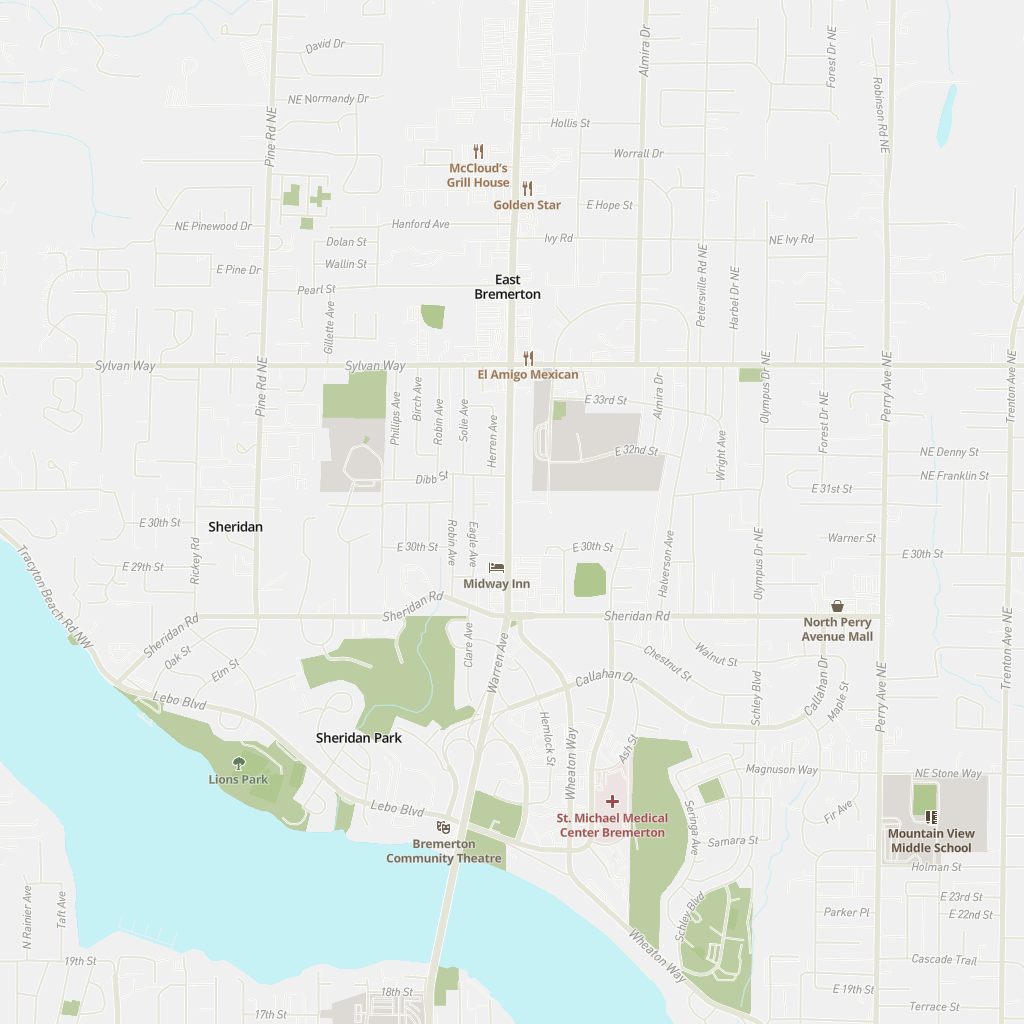 David Dr
Almira Dr
Forest Dr NE
NE Normandy Dr
Robinson Rd NE
Pine Rd NE
Hollis St
Worrall Dr
McCloud's
Grill House
Golden Star
E Hope St
NE Pinewood Dr
Hanford Ave
Dolan St
Ivy Rd
NE Ivy Rd
Wallin St
E Pine Dr
Petersville Rd NE
Harbel Dr NE
East
Bremerton
Pearl St
Gillette Ave
Sylvan Way
Sylvan Way
El Amigo Mexican
Pine Rd NE
Phillips Ave
Birch Ave
Robin Ave
Solie Ave
Herren Ave
E 33rd St
Almira Dr
Olympus Dr NE
Forest Dr NE
Perry Ave NE
Trenton Ave NE
E 32nd St
Wright Ave
NE Denny St
NE Franklin St
Dibb St
E 31st St
Sheridan
E 30th St
Rickey Rd
E 29th St
Robin Ave
Eagle Ave
E 30th St
E 30th St
Halverson Ave
Olympus Dr NE
Warner St
E 30th St
Midway Inn
Tracyton Beach Rd NW
Sheridan Rd
Sheridan Rd
Sheridan Rd
North Perry
Avenue Mall
Oak St
Elm St
Clare Ave
Warren Ave
Chestnut St
Walnut St
Callahan Dr
Schley Blvd
Callahan Dr
Maple St
Perry Ave NE
Trenton Ave NE
Lebo Blvd
Sheridan Park
Hemlock St
Wheaton Way
Ash St
Lions Park
Magnuson Way
NE Stone Way
Lebo Blvd
St. Michael Medical
Center Bremerton
Seringa Ave
Fir Ave
Mountain View
Middle School
Bremerton
Community Theatre
Samara St
Holman St
N Rainier Ave
Taft Ave
Schley Blvd
Parker Pl
E 23rd St
E 22nd St
Wheaton Way
19th St
Cascade Trail
18th St
17th St
E 19th St
Terrace St